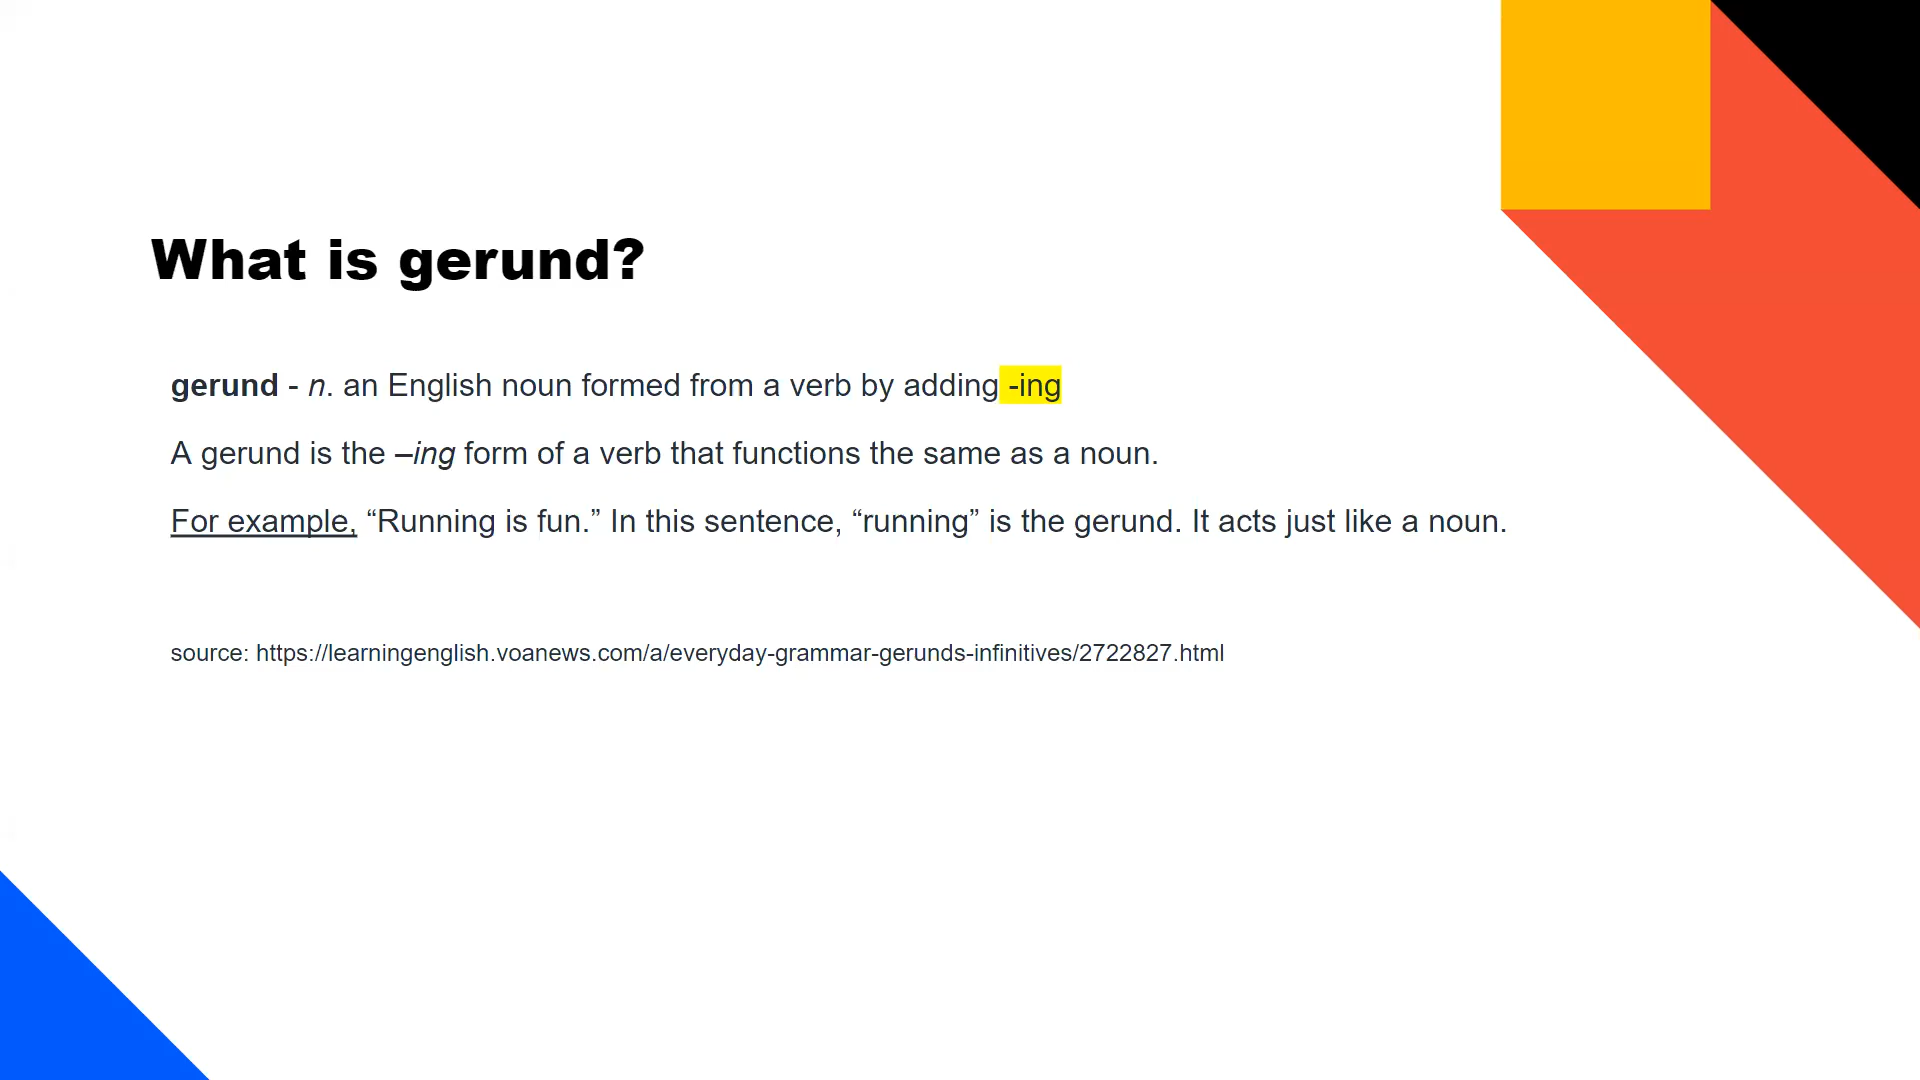 What is gerund?
gerund - n. an English noun formed from a verb by adding -ing
A gerund is the –ing form of a verb that functions the same as a noun.
For example, “Running is fun.” In this sentence, “running” is the gerund. It acts just like a noun.
source: https://learningenglish.voanews.com/a/everyday-grammar-gerunds-infinitives/2722827.html